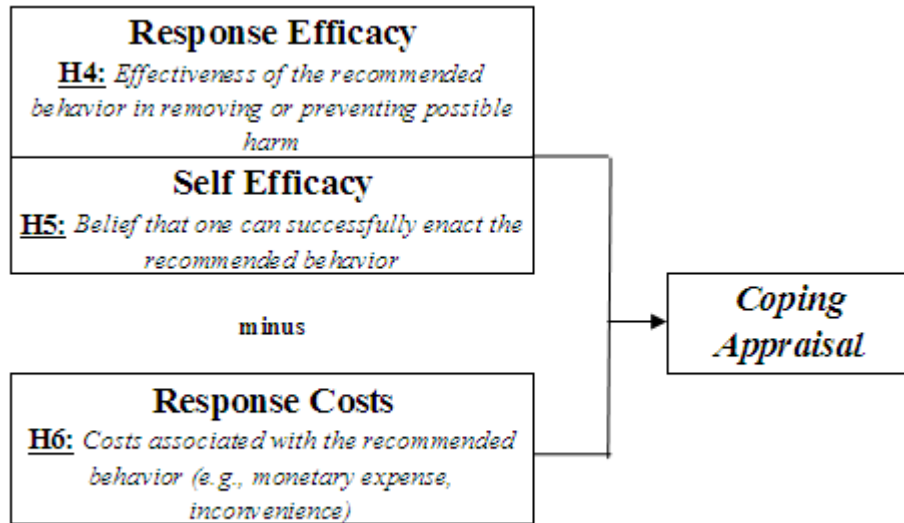 Response Efficacy
H4: Effectiveness of the recommended
behavior in removing or preventing possible
harm
Self Efficacy
H5: Belief that one can successfully enact the
recommended behavior
minus
Response Costs
H6: Costs associated with the recommended
behavior (e.g., monetary expense,
inconvenience)
Coping
Appraisal